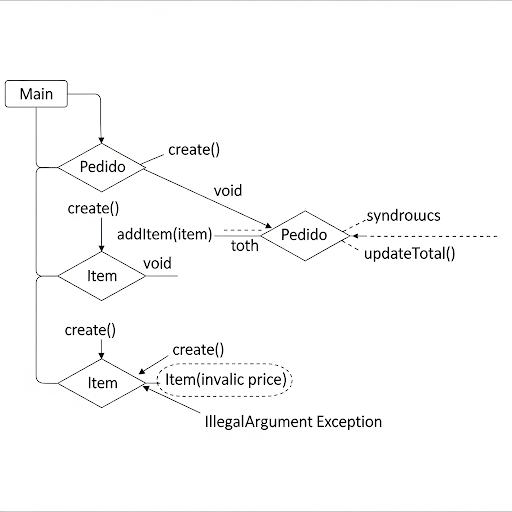 Main
Pedido
create()
void
create()
addItem(item)
toth
Pedido
syndroucs
updateTotal()
Item
void
create()
create()
Item
Item(invalic price)
IllegalArgument Exception